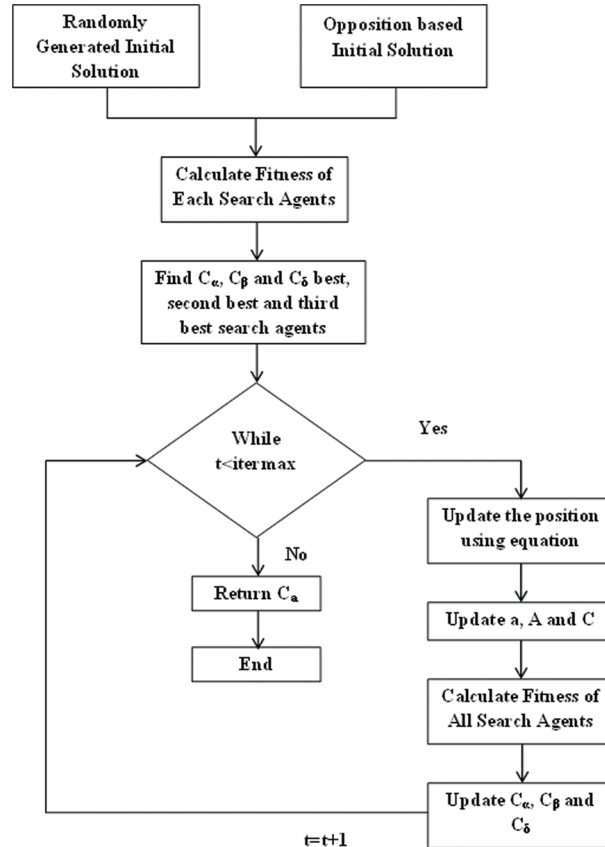 Randomly
Generated Initial
Solution
Opposition based
Initial Solution
Calculate Fitness of
Each Search Agents
Find Cα, Cβ and Cδ best,
second best and third
best search agents
While
t<itermax
Yes
No
Return Ca
End
Update the position
using equation
Update a, A and C
Calculate Fitness of
All Search Agents
Update Cα, Cβ and
Cδ
t=t+1